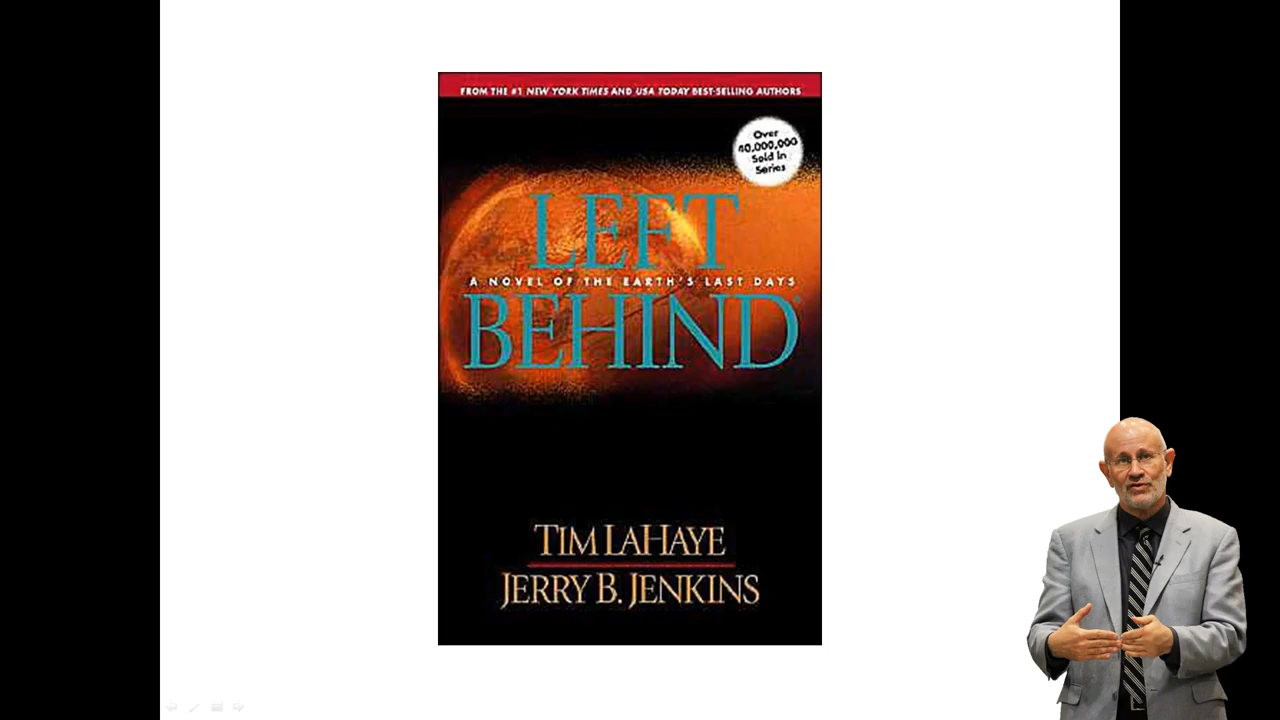 FROM THE #1 NEW YORK TIMES AND USA TODAY BEST-SELLING AUTHORS
Over
40,000,000
Sold In
Series
LEFT
A NOVEL OF THE EARTH'S LAST DAYS
BEHIND®
TIM LAHAYE
JERRY B. JENKINS